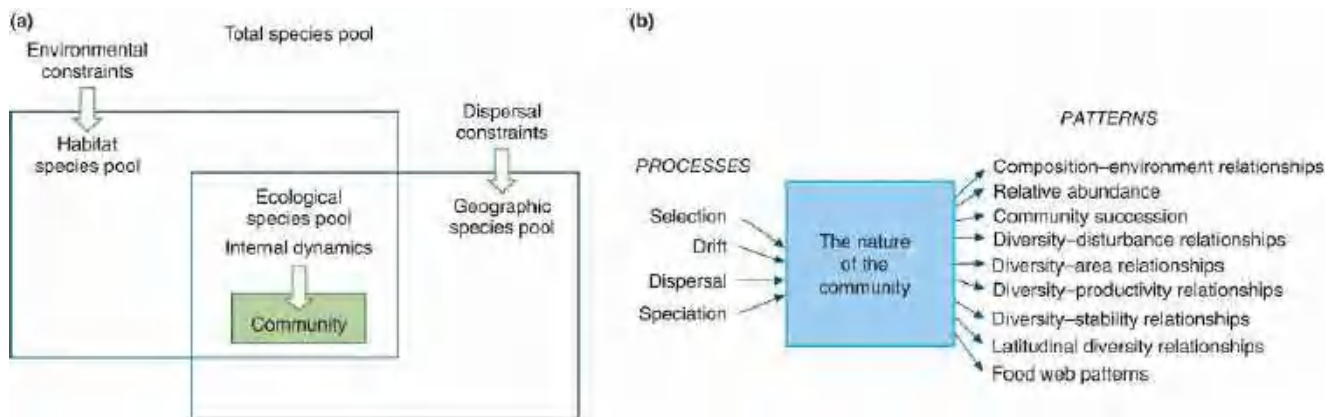 (a)
Total species pool
Environmental
constraints
Habitat
species pool
Dispersal
constraints
Geographic
species pool
Ecological
species pool
Internal dynamics
Community
(b)
PROCESSES
Selection
Drift
Dispersal
Speciation
The nature
of the
community
PATTERNS
Composition–environment relationships
Relative abundance
Community succession
Diversity–disturbance relationships
Diversity–area relationships
Diversity–productivity relationships
Diversity–stability relationships
Latitudinal diversity relationships
Food web patterns